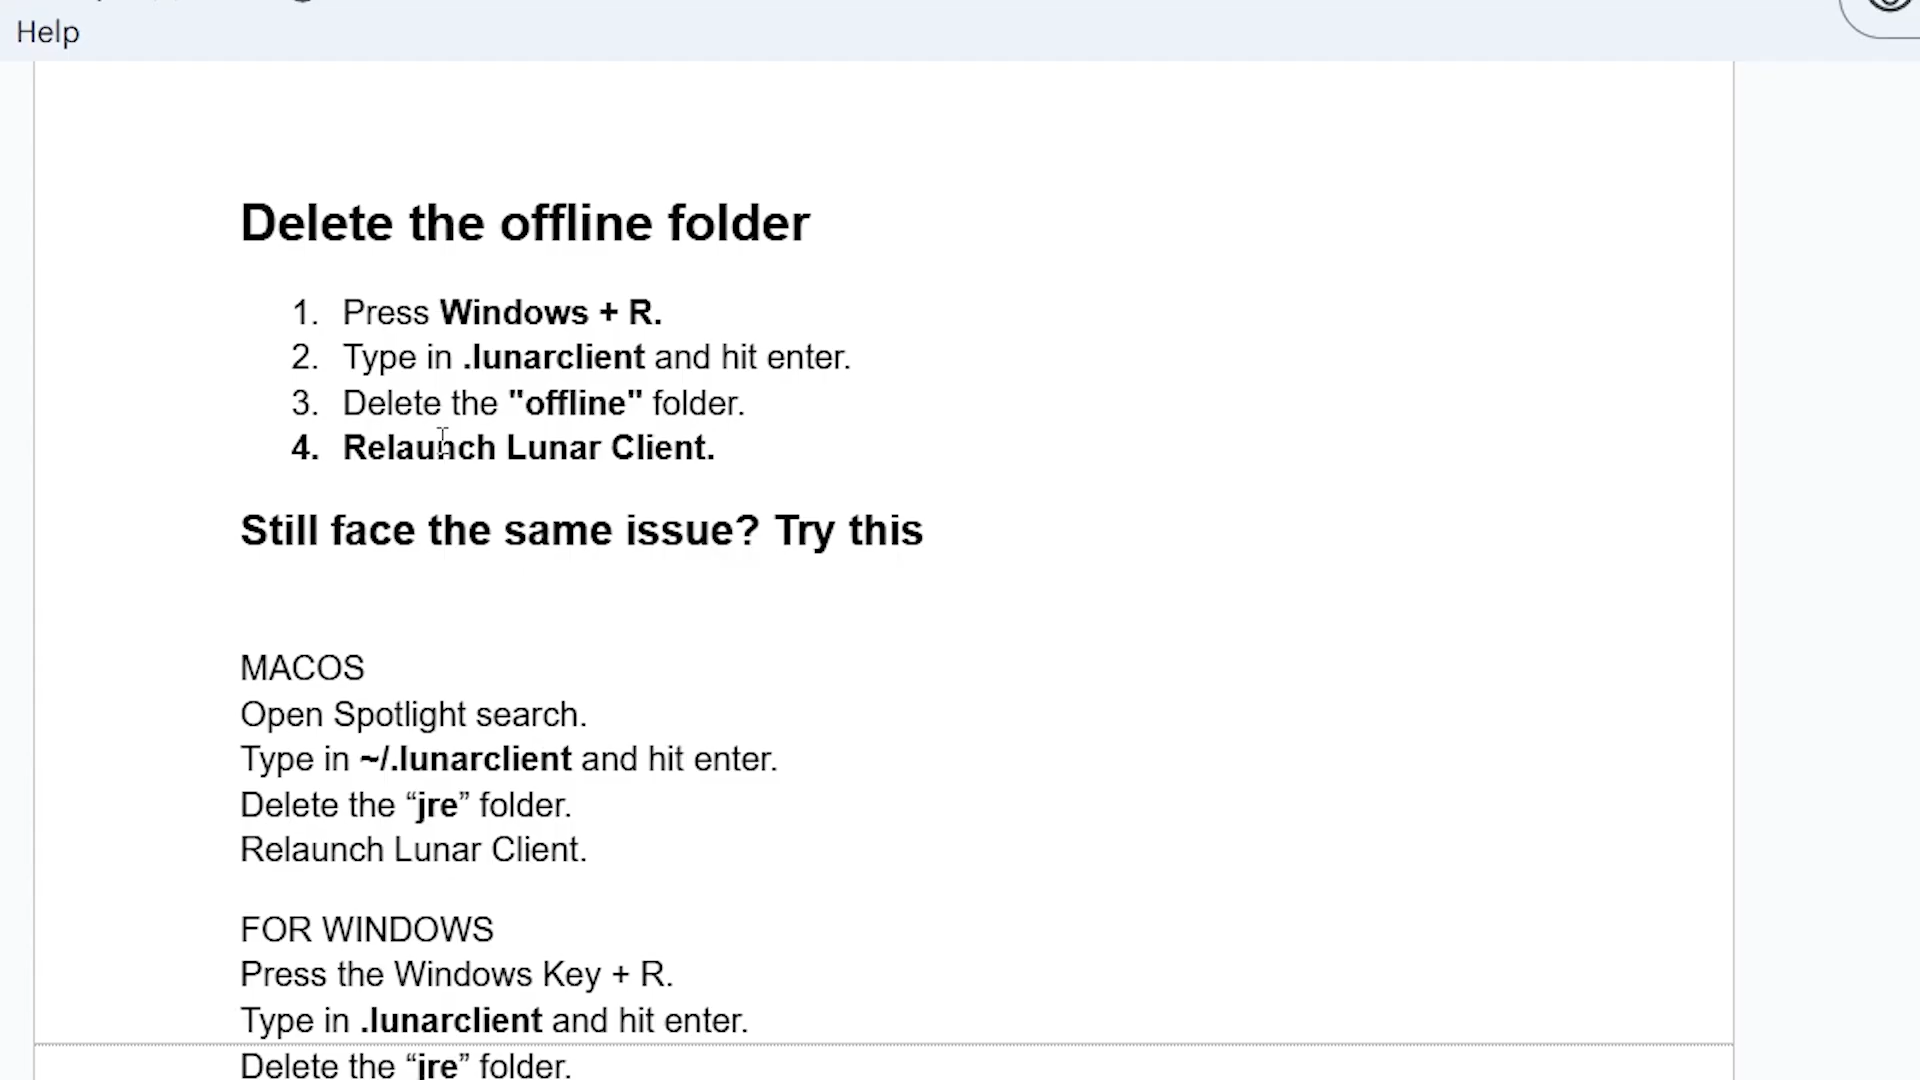 Help
Delete the offline folder
1. Press Windows + R.
2. Type in .lunarclient and hit enter.
3. Delete the "offline" folder.
4. Relaunch Lunar Client.
Still face the same issue? Try this
MACOS
Open Spotlight search.
Type in ~/.lunarclient and hit enter.
Delete the “jre” folder.
Relaunch Lunar Client.
FOR WINDOWS
Press the Windows Key + R.
Type in .lunarclient and hit enter.
Delete the “jre” folder.